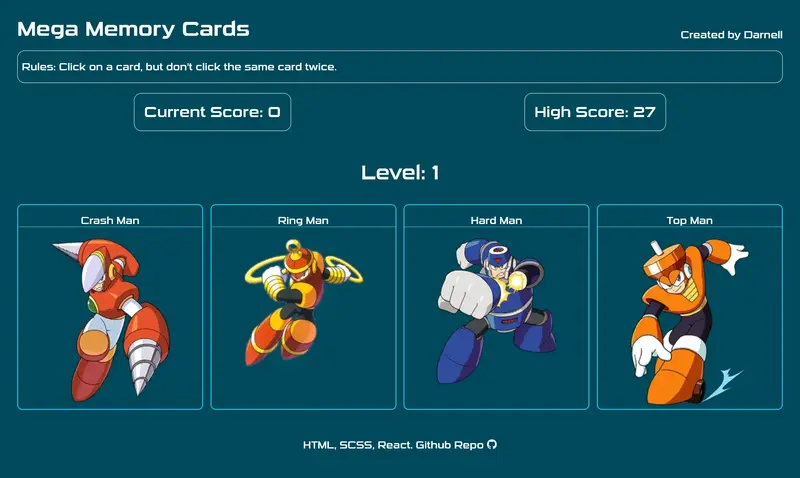 Mega Memory Cards
Created by Darnell
Rules: Click on a card, but don't click the same card twice.
Current Score: 0
High Score: 27
Level: 1
Crash Man
Ring Man
Hard Man
Top Man
HTML, SCSS, React. Github Repo